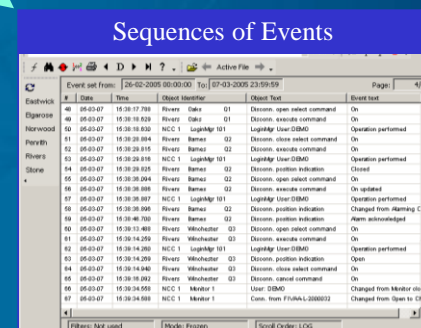 Sequences of Events
D ? Active File
Event set from: 26-02-2005 00:00:00 To: 07-03-2005 23:59:59 Page: 4/
# Date Time Object Identifier Object Text Event text
Eastwick
Elgerose
Norwood
Penrith
Rivers
Stone
48 05-03-07 15:38:17.788 Rivers Oaks Q1 Disconn. open select command On
49 05-03-07 15:38:18.829 Rivers Oaks Q1 Disconn. execute command On
50 05-03-07 15:38:18.830 NCC 1 LoginMgr 101 LoginMgr User:DEMO Operation performed
51 05-03-07 15:38:28.804 Rivers Barnes Q2 Disconn. close select command On
52 05-03-07 15:38:29.815 Rivers Barnes Q2 Disconn. execute command On
53 05-03-07 15:38:29.816 NCC 1 LoginMgr 101 LoginMgr User:DEMO Operation performed
54 05-03-07 15:38:29.825 Rivers Barnes Q2 Disconn. position indication Closed
55 05-03-07 15:38:36.094 Rivers Barnes Q2 Disconn. open select command On
56 05-03-07 15:38:36.886 Rivers Barnes Q2 Disconn. execute command On updated
57 05-03-07 15:38:36.887 NCC 1 LoginMgr 101 LoginMgr User:DEMO Operation performed
58 05-03-07 15:38:36.896 Rivers Barnes Q2 Disconn. position indication Changed from Alarming C
59 05-03-07 15:38:46.700 Rivers Barnes Q2 Disconn. position indication Alarm acknowledged
60 05-03-07 15:39:13.488 Rivers Winchester Q3 Disconn. open select command On
61 05-03-07 15:39:14.259 Rivers Winchester Q3 Disconn. execute command On
62 05-03-07 15:39:14.260 NCC 1 LoginMgr 101 LoginMgr User:DEMO Operation performed
63 05-03-07 15:39:14.269 Rivers Winchester Q3 Disconn. position indication Open
64 05-03-07 15:39:14.940 Rivers Winchester Q3 Disconn. close select command On
65 05-03-07 15:39:16.092 Rivers Winchester Q3 Disconn. cancel command On
66 05-03-07 15:39:34.558 NCC 1 Monitor 1 User: DEMO Changed from Monitor clo
67 05-03-07 15:39:34.588 NCC 1 Monitor 1 Conn. from Changed from Open to Cl
Filters: Not used Mode: Frozen Scroll Order: LOG